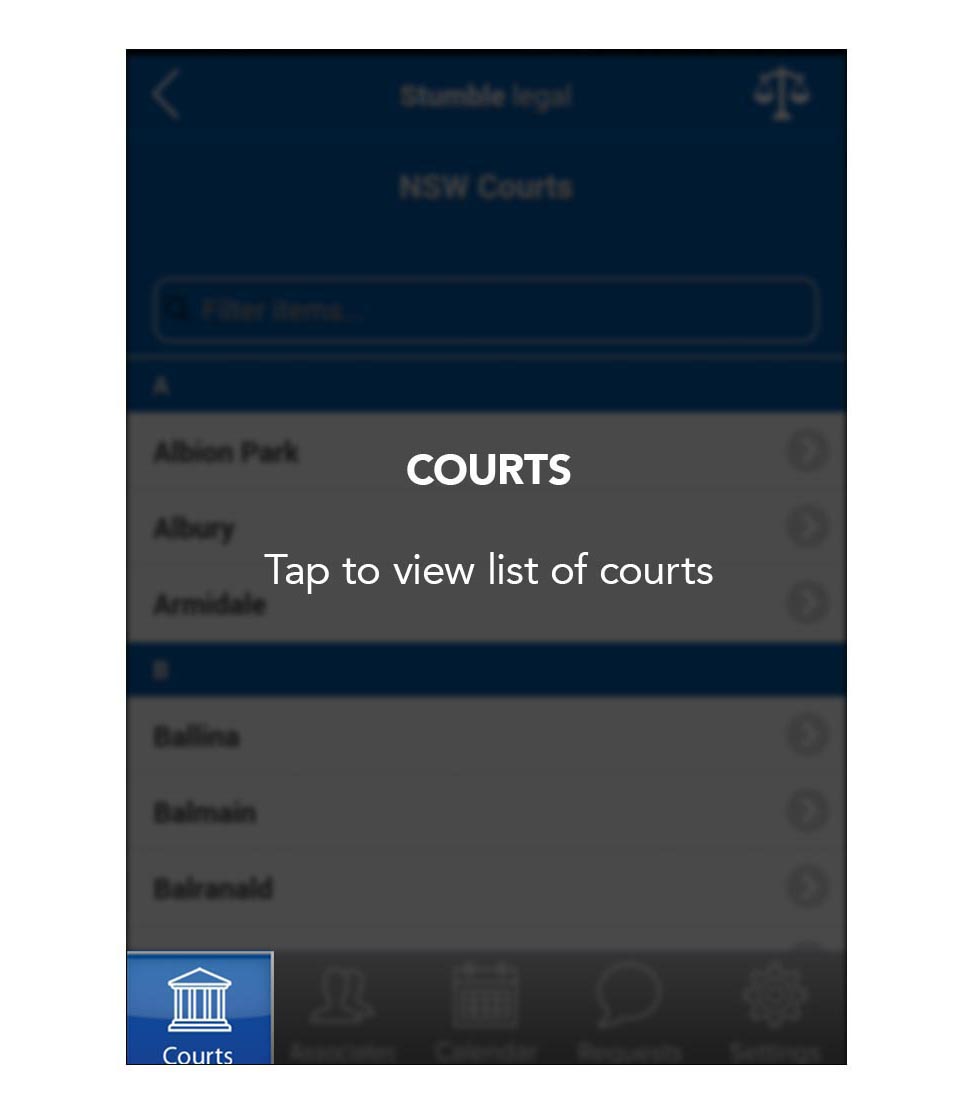 Stumble legal
NSW Courts
Filter items...
A
Albion Park
Albury
Armidale
COURTS
Tap to view list of courts
B
Ballina
Balmain
Balranald
Courts
Associates
Calendar
Requests
Settings